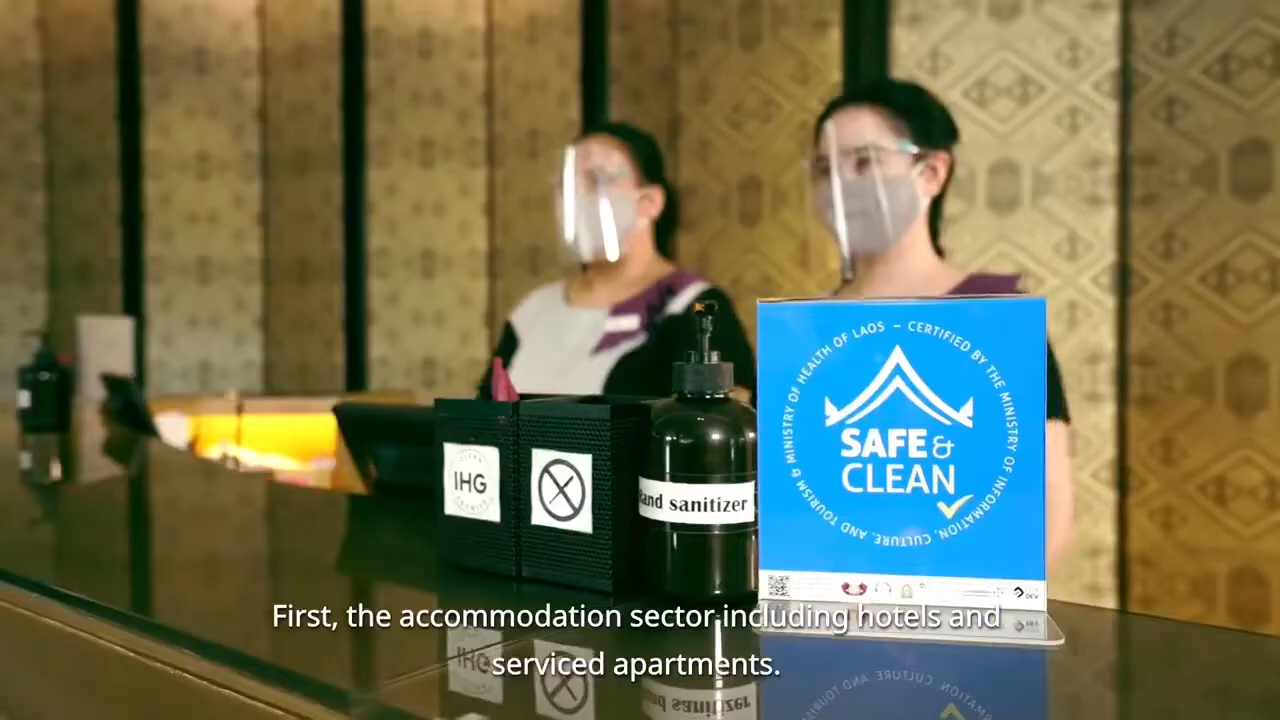 MINISTRY OF HEALTH OF LAOS – CERTIFIED BY THE MINISTRY OF INFORMATION, CULTURE, AND TOURISM &
SAFE &
CLEAN
IHG
Hand sanitizer
First, the accommodation sector including hotels and
serviced apartments.